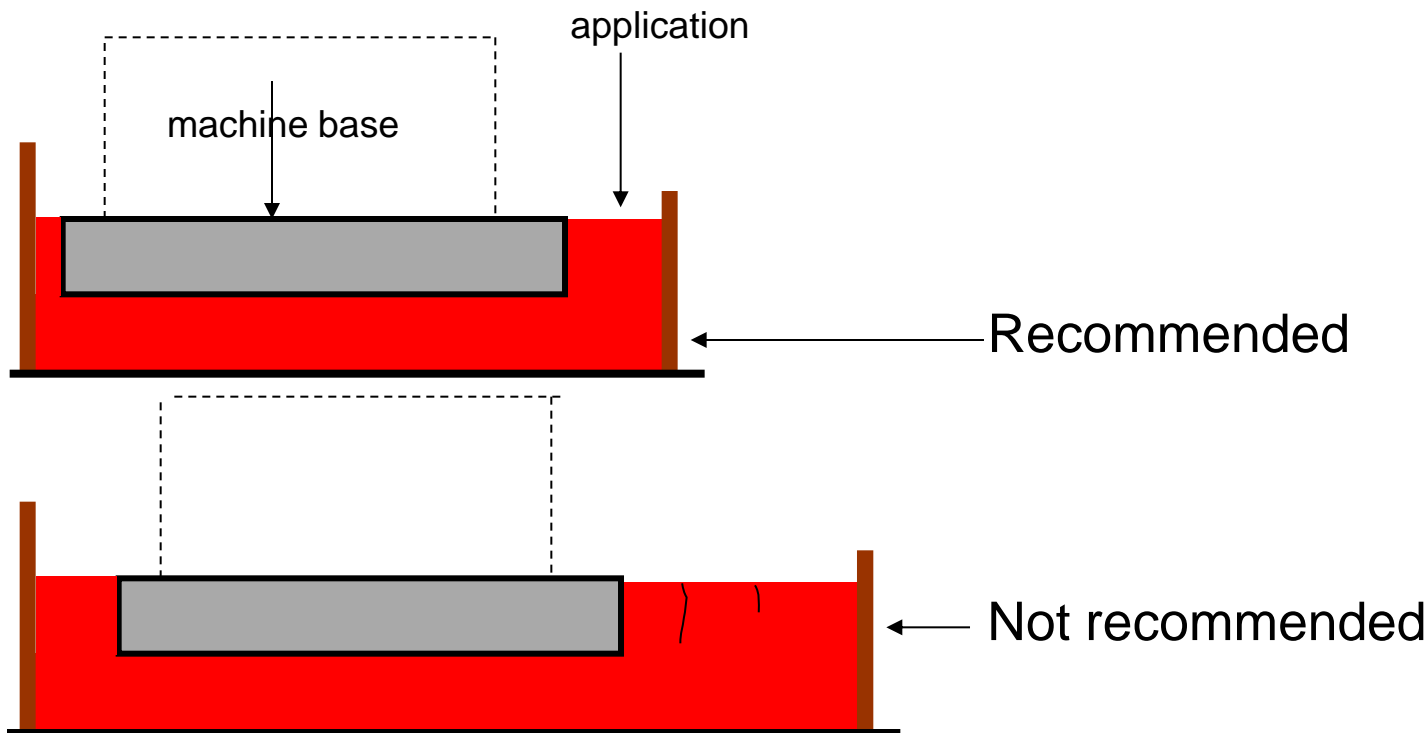 application
machine base
Recommended
Not recommended